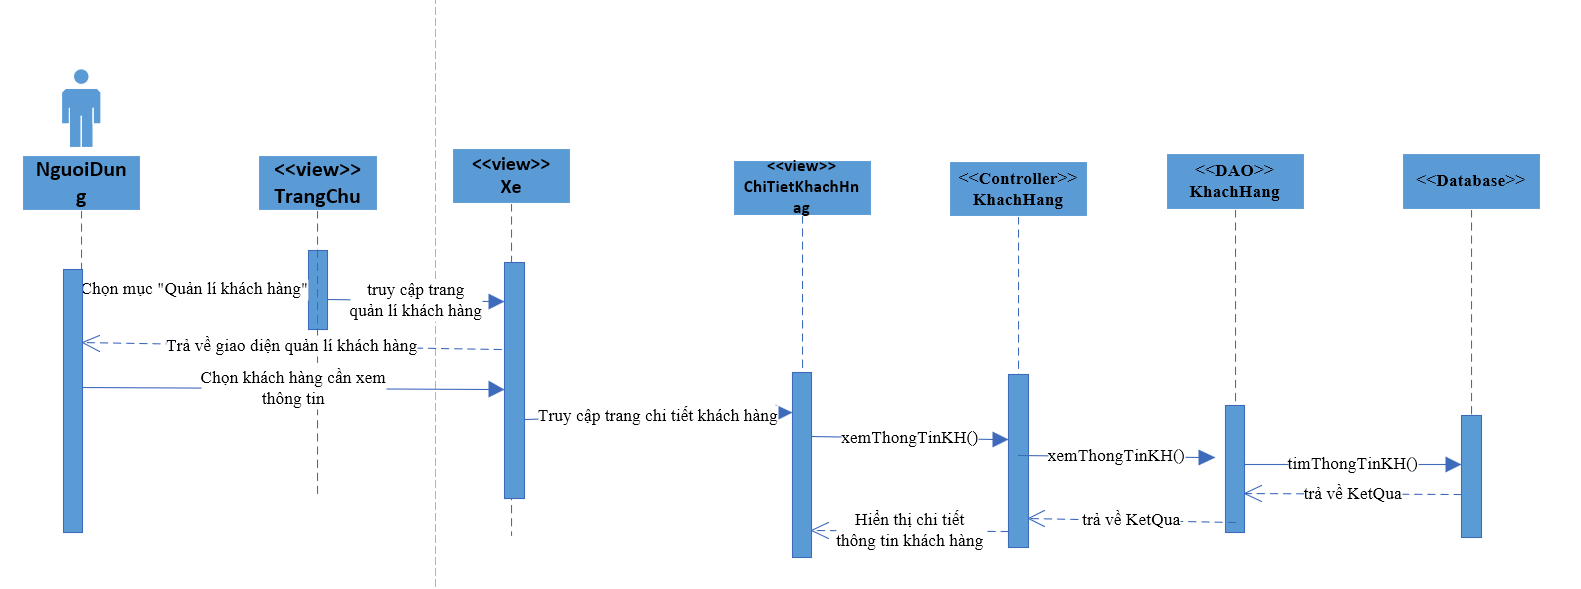 NguoiDun
g
<<view>>
TrangChu
<<view>>
Xe
<<view>>
ChiTietKhachHn
ag
<<Controller>>
KhachHang
<<DAO>>
KhachHang
<<Database>>
Chọn mục "Quản lí khách hàng"
truy cập trang
quản lí khách hàng
Trả về giao diện quản lí khách hàng
Chọn khách hàng cần xem
thông tin
Truy cập trang chi tiết khách hàng
xemThongTinKH()
xemThongTinKH()
timThongTinKH()
trả về KetQua
trả về KetQua
Hiển thị chi tiết
thông tin khách hàng